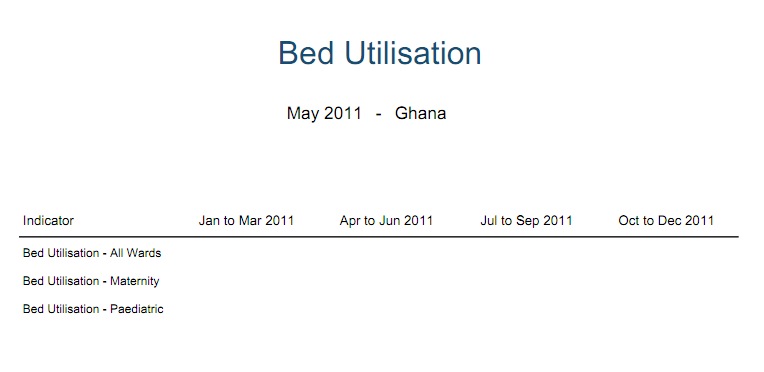 Bed Utilisation
May 2011 - Ghana
Indicator Jan to Mar 2011 Apr to Jun 2011 Jul to Sep 2011 Oct to Dec 2011
Bed Utilisation - All Wards
Bed Utilisation - Maternity
Bed Utilisation - Paediatric